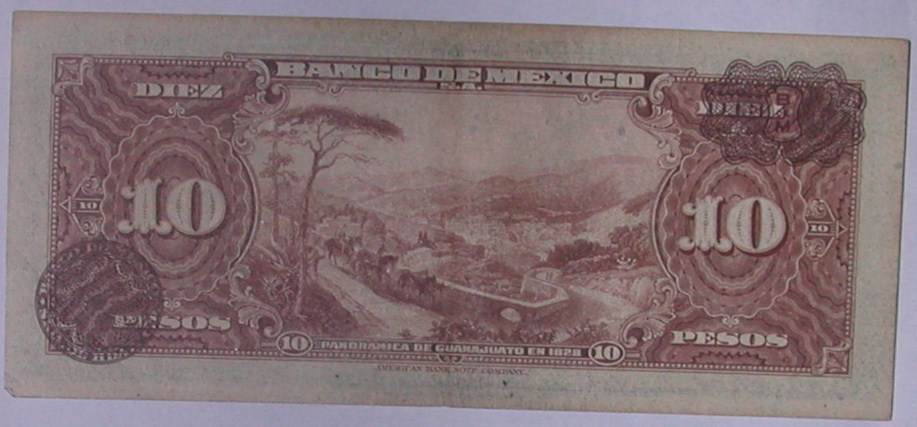 BANCO DE MEXICO
S.A.
DIEZ
DIEZ
10
10
10
10
PESOS
PESOS
10 PANORAMICA DE GUANAJUATO EN 1828 10
AMERICAN BANK NOTE COMPANY.